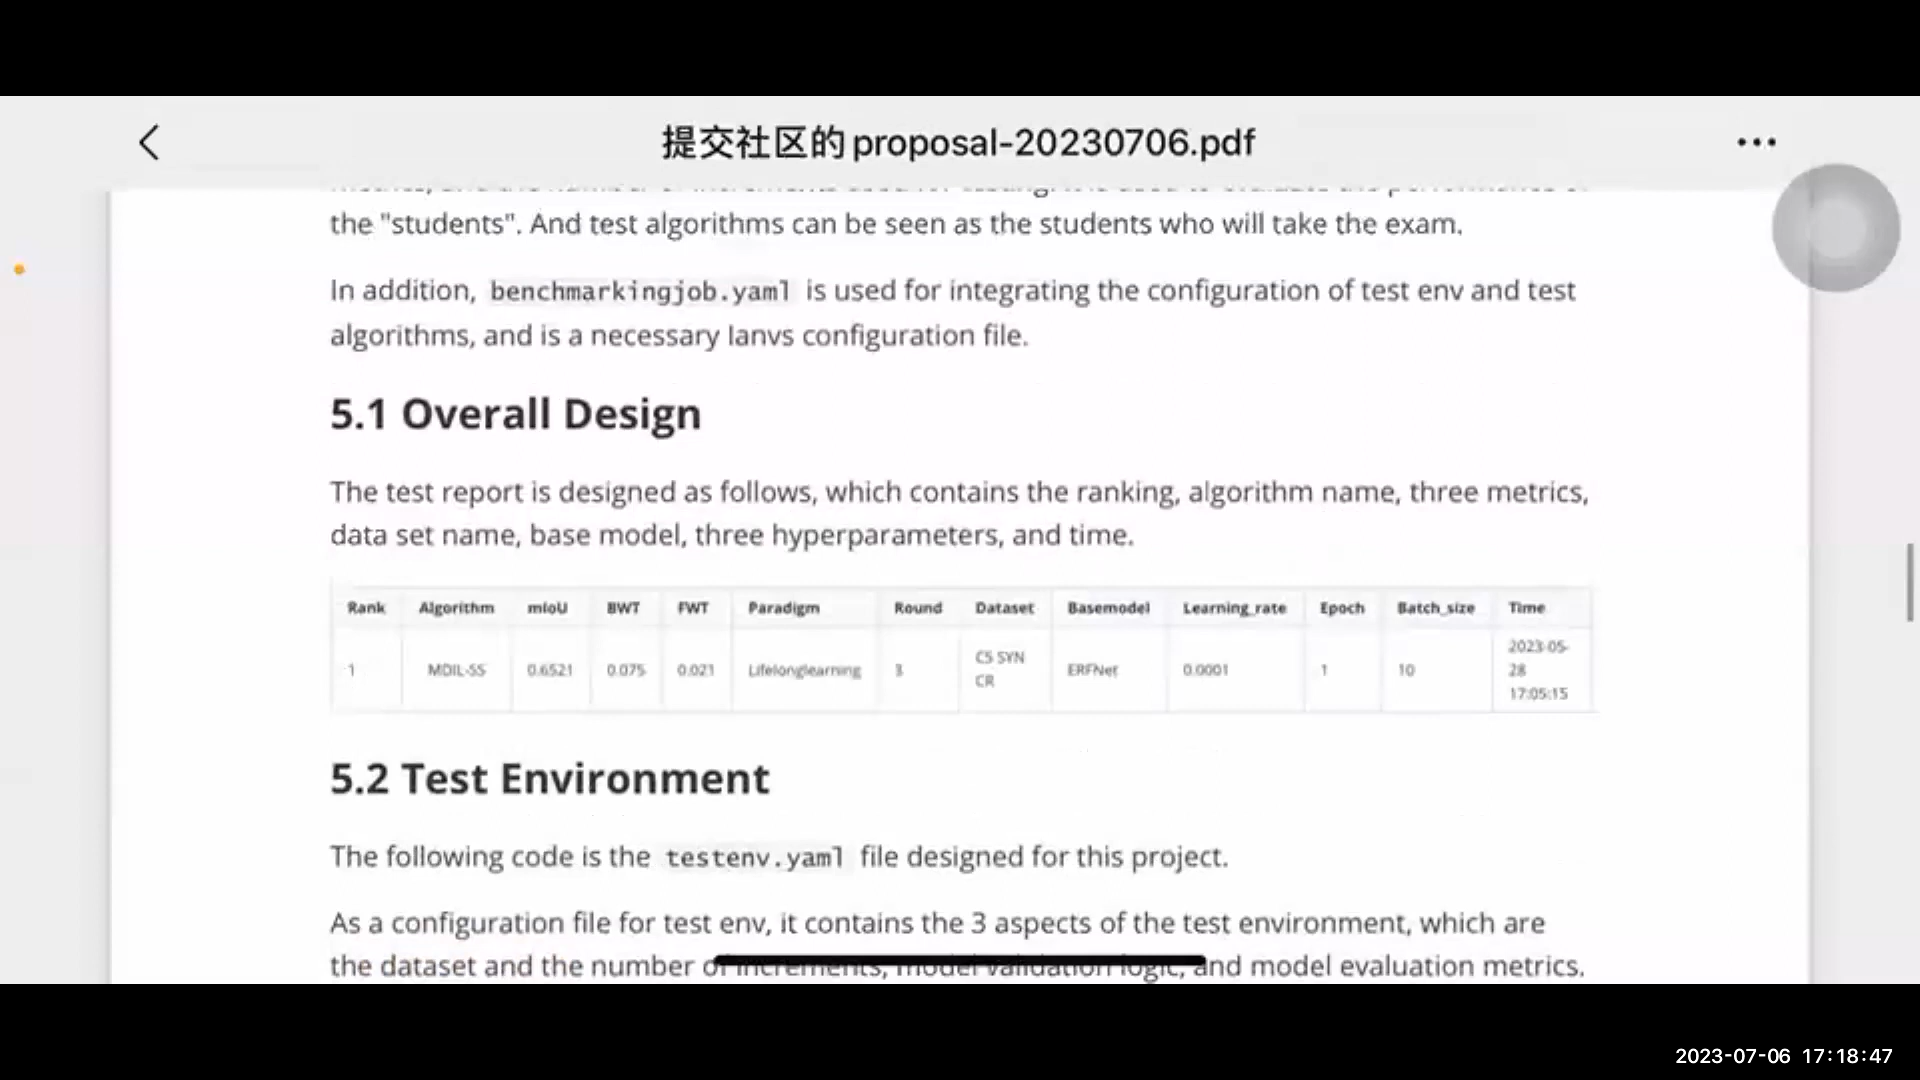 提交社区的proposal-20230706.pdf
the "students". And test algorithms can be seen as the students who will take the exam.
In addition, benchmarkingjob.yaml is used for integrating the configuration of test env and test
algorithms, and is a necessary Ianvs configuration file.
5.1 Overall Design
The test report is designed as follows, which contains the ranking, algorithm name, three metrics,
data set name, base model, three hyperparameters, and time.
Rank Algorithm mIoU BWT FWT Paradigm Round Dataset Basemodel Learning_rate Epoch Batch_size Time
1 MDIL-SS 0.6521 0.075 0.021 Lifelonglearning 3 CS SYN CR ERFNet 0.0001 1 10 2023-05-28 17:05:15
5.2 Test Environment
The following code is the testenv.yaml file designed for this project.
As a configuration file for test env, it contains the 3 aspects of the test environment, which are
the dataset and the number of increments, model validation logic, and model evaluation metrics.
2023-07-06 17:18:47